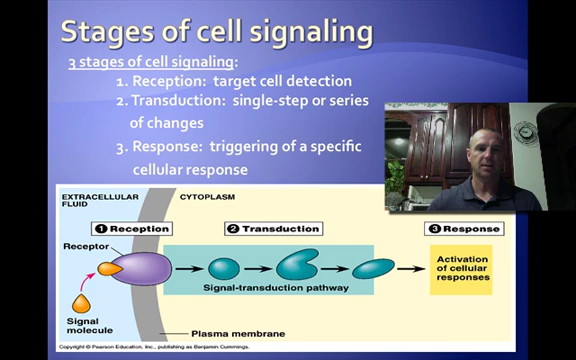 Stages of cell signaling
3 stages of cell signaling:
1. Reception: target cell detection
2. Transduction: single-step or series
of changes
3. Response: triggering of a specific
cellular response
EXTRACELLULAR
FLUID
CYTOPLASM
1 Reception
2 Transduction
3 Response
Receptor
Activation
of cellular
responses
Signal-transduction pathway
Signal
molecule
Plasma membrane
Copyright © Pearson Education, Inc., publishing as Benjamin Cummings.